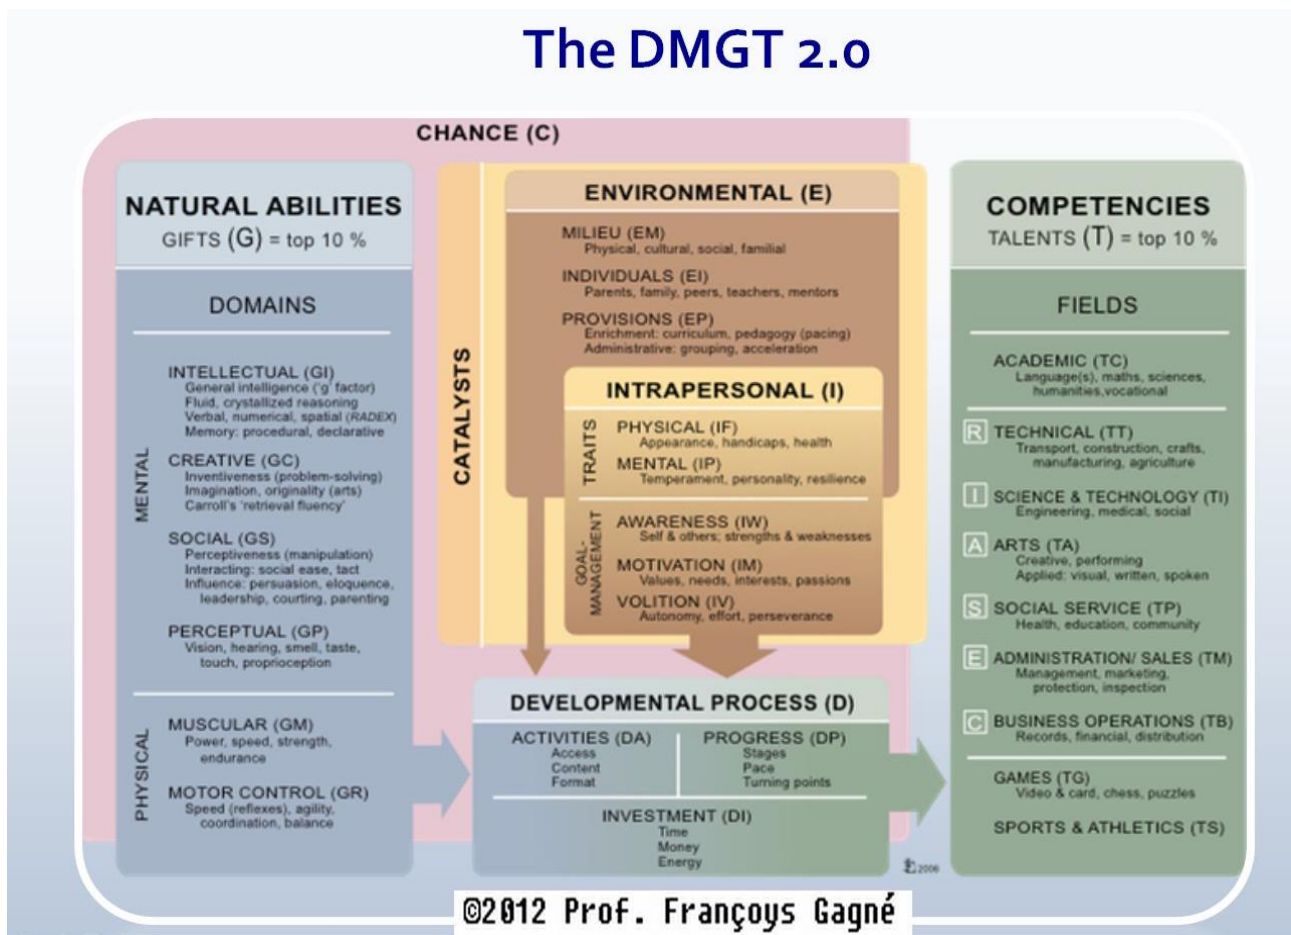 The DMGT 2.0
CHANCE (C)
NATURAL ABILITIES
GIFTS (G) = top 10 %
DOMAINS
MENTAL
INTELLECTUAL (GI)
General intelligence ('g' factor)
Fluid, crystallized reasoning
Verbal, numerical, spatial (RADEX)
Memory: procedural, declarative
CREATIVE (GC)
Inventiveness (problem-solving)
Imagination, originality (arts)
Carroll's 'retrieval fluency'
SOCIAL (GS)
Perceptiveness (manipulation)
Interacting: social ease, tact
Influence: persuasion, eloquence,
leadership, courting, parenting
PERCEPTUAL (GP)
Vision, hearing, smell, taste,
touch, proprioception
PHYSICAL
MUSCULAR (GM)
Power, speed, strength,
endurance
MOTOR CONTROL (GR)
Speed (reflexes), agility,
coordination, balance
CATALYSTS
ENVIRONMENTAL (E)
MILIEU (EM)
Physical, cultural, social, familial
INDIVIDUALS (EI)
Parents, family, peers, teachers, mentors
PROVISIONS (EP)
Enrichment: curriculum, pedagogy (pacing)
Administrative: grouping, acceleration
INTRAPERSONAL (I)
TRAITS
PHYSICAL (IF)
Appearance, handicaps, health
MENTAL (IP)
Temperament, personality, resilience
GOAL-
MANAGEMENT
AWARENESS (IW)
Self & others; strengths & weaknesses
MOTIVATION (IM)
Values, needs, interests, passions
VOLITION (IV)
Autonomy, effort, perseverance
DEVELOPMENTAL PROCESS (D)
ACTIVITIES (DA)
Access
Content
Format
PROGRESS (DP)
Stages
Pace
Turning points
INVESTMENT (DI)
Time
Money
Energy
COMPETENCIES
TALENTS (T) = top 10 %
FIELDS
ACADEMIC (TC)
Language(s), maths, sciences,
humanities,vocational
R TECHNICAL (TT)
Transport, construction, crafts,
manufacturing, agriculture
I SCIENCE & TECHNOLOGY (TI)
Engineering, medical, social
A ARTS (TA)
Creative, performing
Applied: visual, written, spoken
S SOCIAL SERVICE (TP)
Health, education, community
E ADMINISTRATION/ SALES (TM)
Management, marketing,
protection, inspection
C BUSINESS OPERATIONS (TB)
Records, financial, distribution
GAMES (TG)
Video & card, chess, puzzles
SPORTS & ATHLETICS (TS)
2006
©2012 Prof. Françoys Gagné